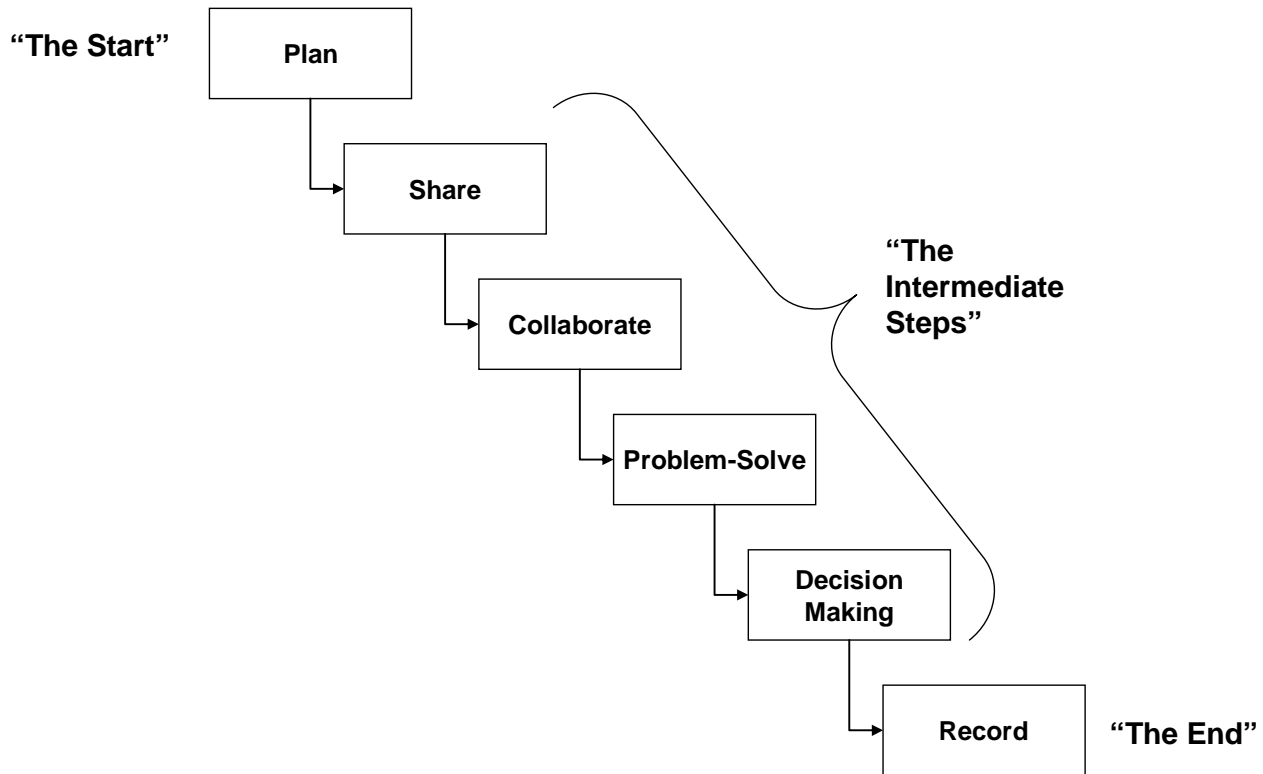 “The Start”
Plan
Share
Collaborate
“The
Intermediate
Steps”
Problem-Solve
Decision
Making
Record
“The End”